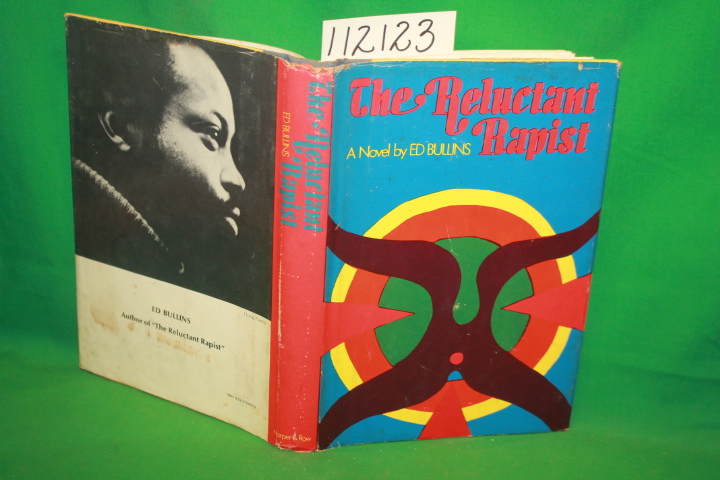 112123
The Reluctant
Rapist
A Novel by ED BULLINS
ED BULLINS
The Reluctant
Rapist
Harper & Row
ED BULLINS
Author of "The Reluctant Rapist"